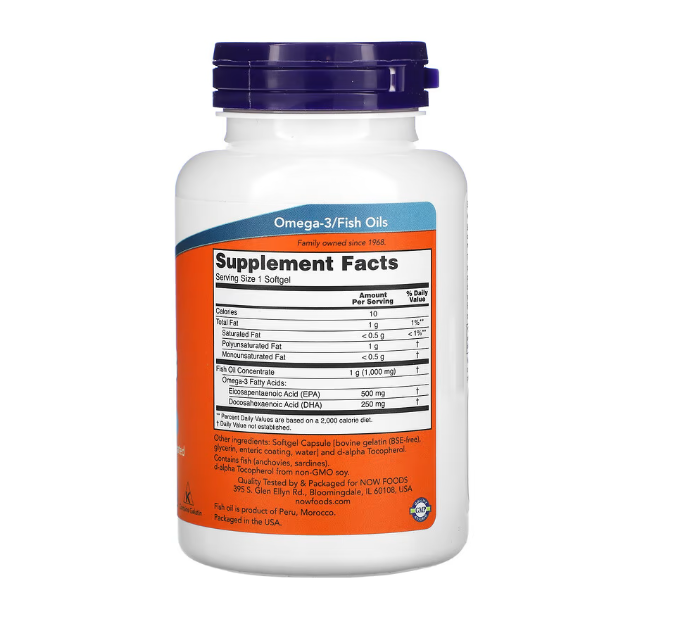 Omega-3/Fish Oils
Family owned since 1968.
Supplement Facts
Serving Size 1 Softgel
Amount Per Serving % Daily Value
Calories 10
Total Fat 1 g 1%**
Saturated Fat < 0.5 g < 1%**
Polyunsaturated Fat 1 g †
Monounsaturated Fat < 0.5 g †
Fish Oil Concentrate 1 g (1,000 mg) †
Omega-3 Fatty Acids:
Eicosapentaenoic Acid (EPA) 500 mg †
Docosahexaenoic Acid (DHA) 250 mg †
** Percent Daily Values are based on a 2,000 calorie diet.
† Daily Value not established.
Other ingredients: Softgel Capsule [bovine gelatin (BSE-free),
glycerin, enteric coating, water] and d-alpha Tocopherol.
Contains fish (anchovies, sardines).
d-alpha Tocopherol from non-GMO soy.
Quality Tested by & Packaged for NOW FOODS
395 S. Glen Ellyn Rd., Bloomingdale, IL 60108, USA
nowfoods.com
Fish oil is product of Peru, Morocco.
Packaged in the USA.
K
GMP